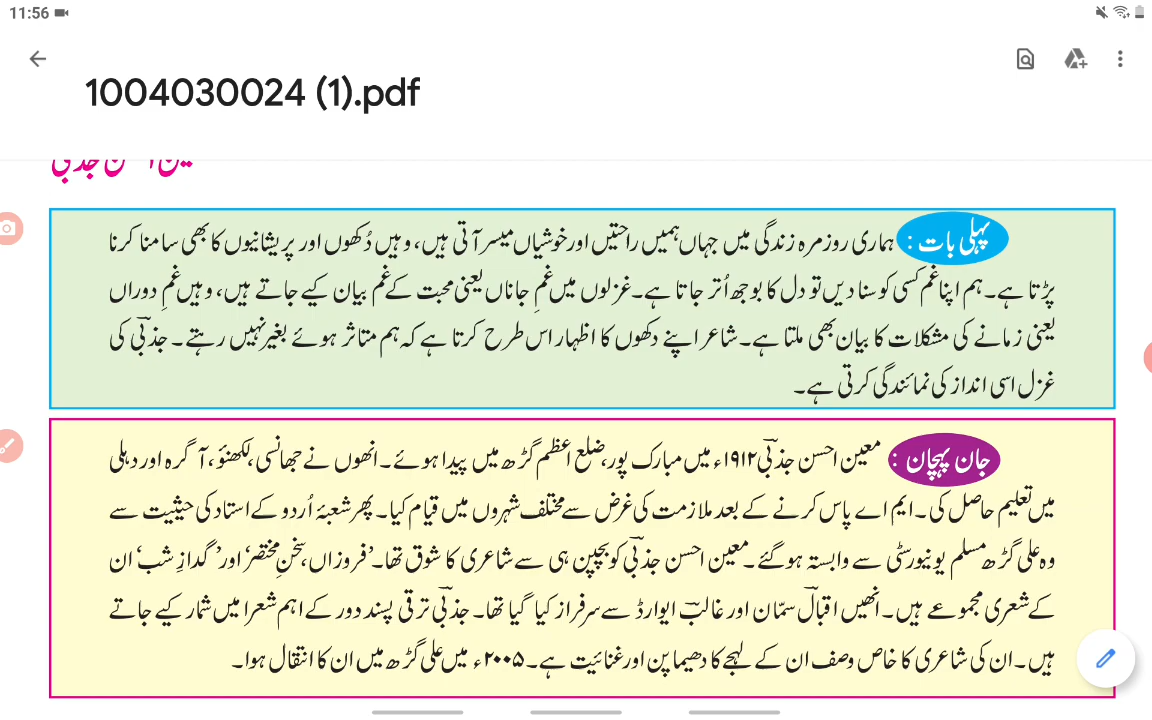 11:56
1004030024 (1).pdf
معین احسن جذبی
پہلی بات : ہماری روزمرہ زندگی میں جہاں ہمیں راحتیں اور خوشیاں میسر آتی ہیں، وہیں دُکھوں اور پریشانیوں کا بھی سامنا کرنا
پڑتا ہے۔ ہم اپنا غم کسی کو سنا دیں تو دل کا بوجھ اُتر جاتا ہے۔ غزلوں میں غمِ جاناں یعنی محبت کے غم بیان کیے جاتے ہیں، وہیں غمِ دوراں
یعنی زمانے کی مشکلات کا بیان بھی ملتا ہے۔ شاعر اپنے دکھوں کا اظہار اس طرح کرتا ہے کہ ہم متاثر ہوئے بغیر نہیں رہتے۔ جذبیؔ کی
غزل اسی انداز کی نمائندگی کرتی ہے۔
جان پہچان : معین احسن جذبیؔ ۱۹۱۲ء میں مبارک پور، ضلع اعظم گڑھ میں پیدا ہوئے۔ انھوں نے جھانسی، لکھنؤ، آگرہ اور دہلی
میں تعلیم حاصل کی۔ ایم اے پاس کرنے کے بعد ملازمت کی غرض سے مختلف شہروں میں قیام کیا۔ پھر شعبۂ اُردو کے استاد کی حیثیت سے
وہ علی گڑھ مسلم یونیورسٹی سے وابستہ ہوگئے۔ معین احسن جذبیؔ کو بچپن ہی سے شاعری کا شوق تھا۔ ’فروزاں، سخنِ مختصر‘ اور ’گدازِ شب‘ ان
کے شعری مجموعے ہیں۔ انھیں اقبالؔ سمّان اور غالبؔ ایوارڈ سے سرفراز کیا گیا تھا۔ جذبیؔ ترقی پسند دور کے اہم شعرا میں شمار کیے جاتے
ہیں۔ ان کی شاعری کا خاص وصف ان کے لہجے کا دھیما پن اور غنائیت ہے۔ ۲۰۰۵ء میں علی گڑھ میں ان کا انتقال ہوا۔